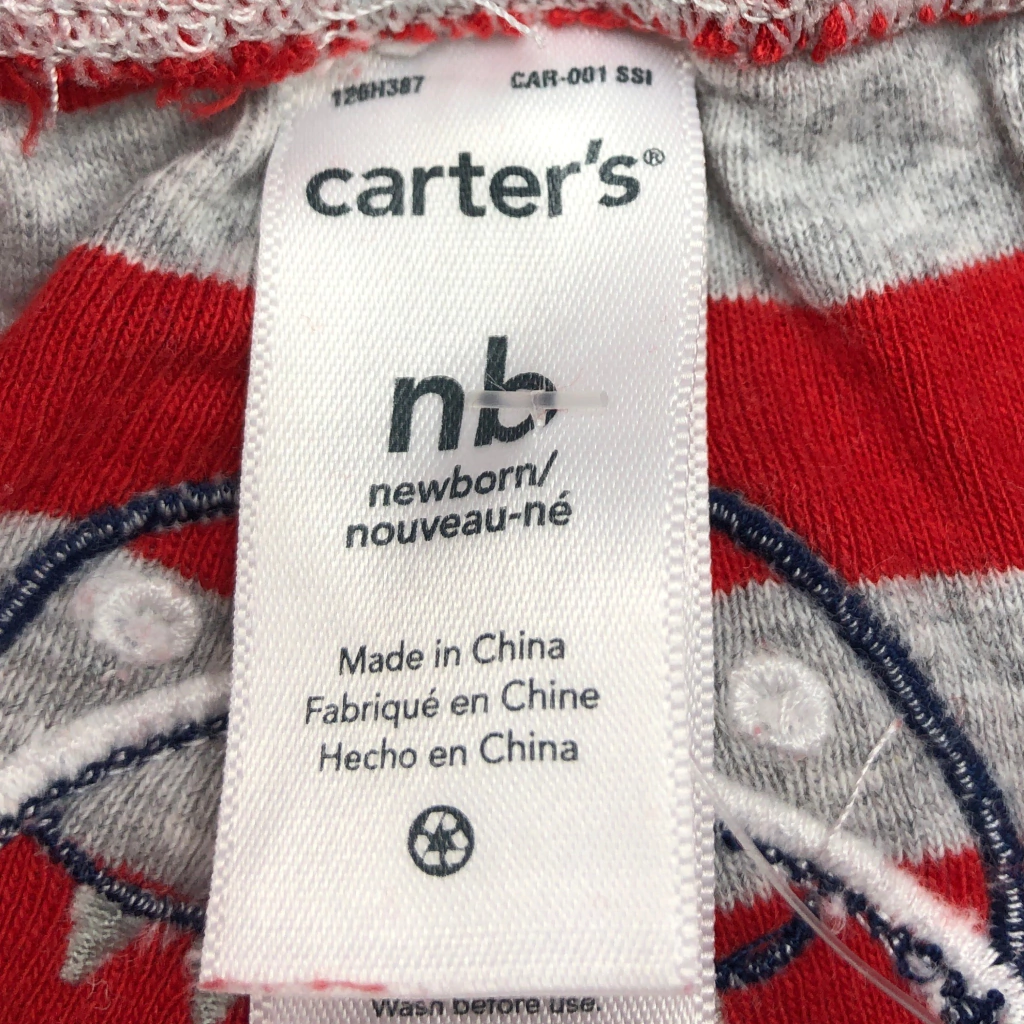 126H387 CAR-001 SSI
carter's®
nb
newborn/
nouveau-né
Made in China
Fabriqué en Chine
Hecho en China
Wash before use.